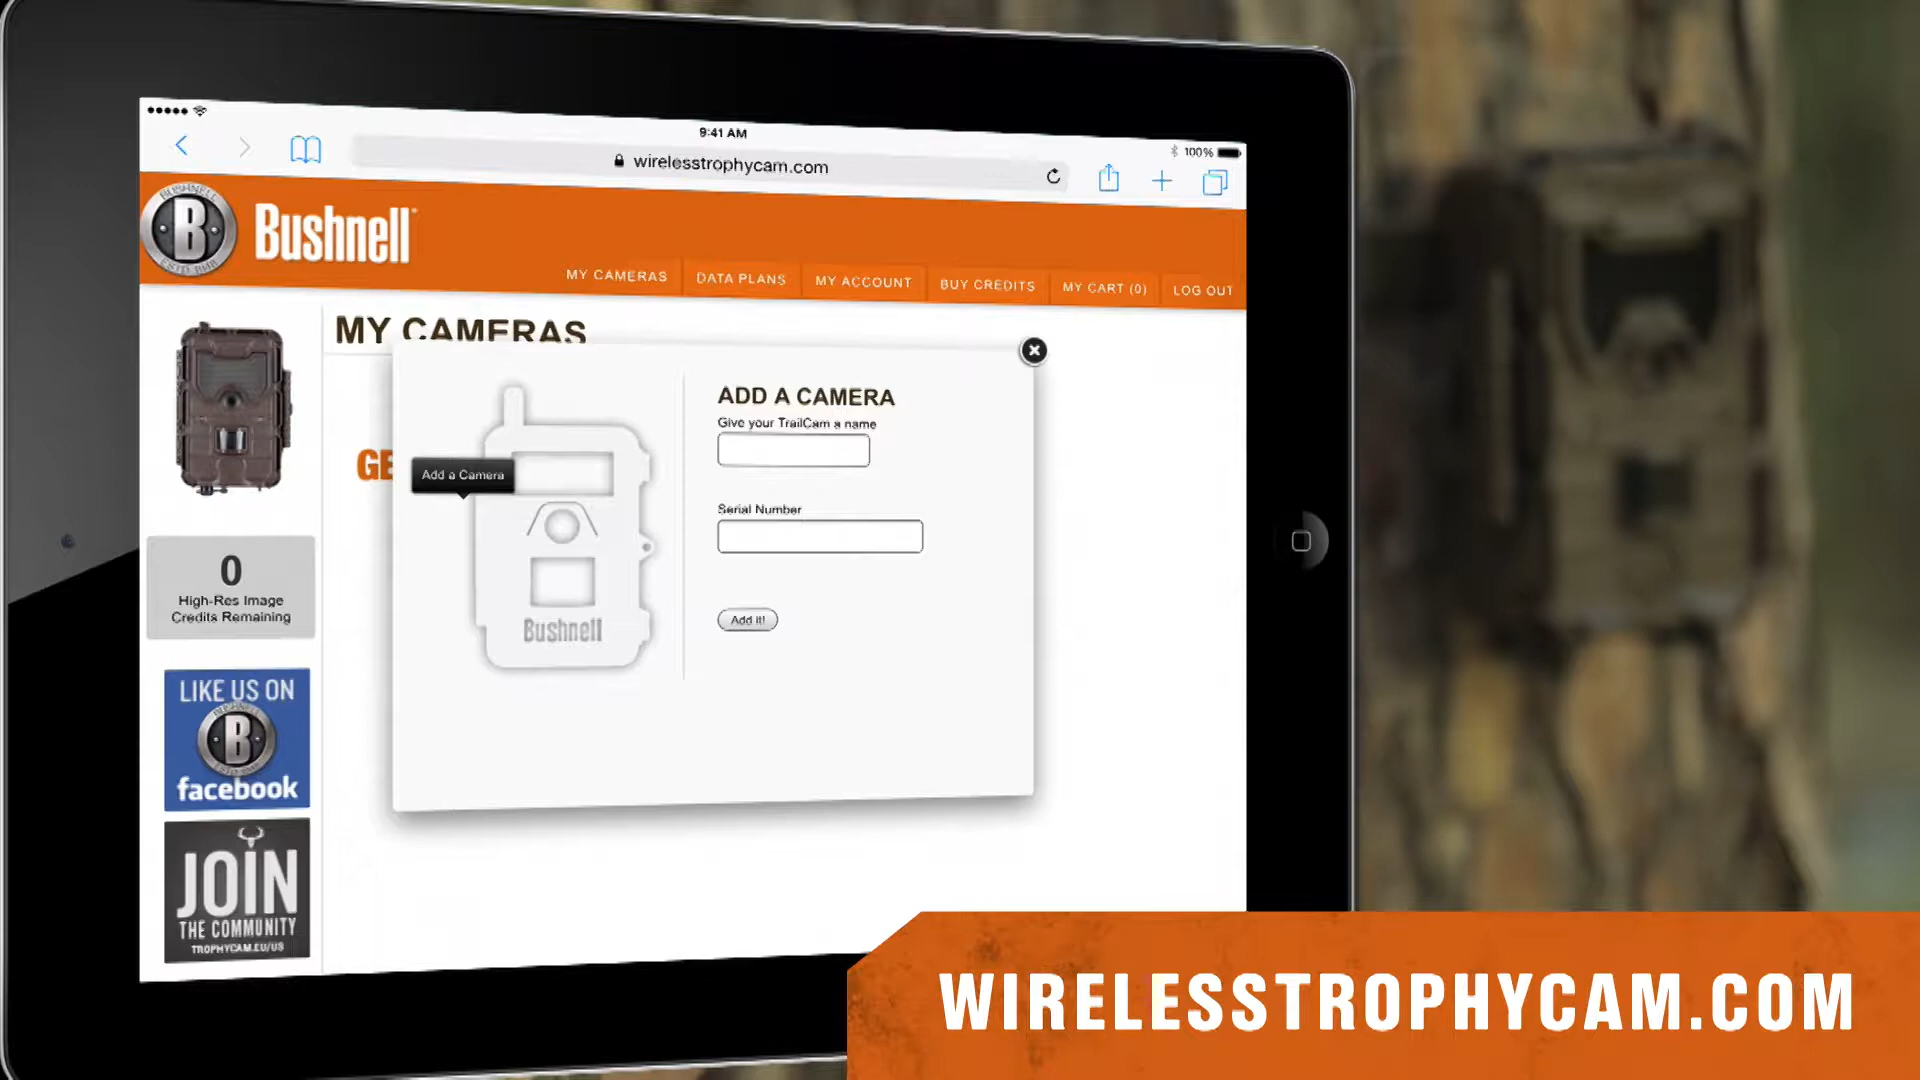 9:41 AM
100%
wirelesstrophycam.com
BUSHNELL
B
Bushnell
MY CAMERAS
DATA PLANS
MY ACCOUNT
BUY CREDITS
MY CART (0)
LOG OUT
MY CAMERAS
GE
Add a Camera
Bushnell
ADD A CAMERA
Give your TrailCam a name
Serial Number
Add it!
0
High-Res Image
Credits Remaining
LIKE US ON
BUSHNELL
B
facebook
JOIN
THE COMMUNITY
TROPHYCAM.EU/US
WIRELESSTROPHYCAM.COM